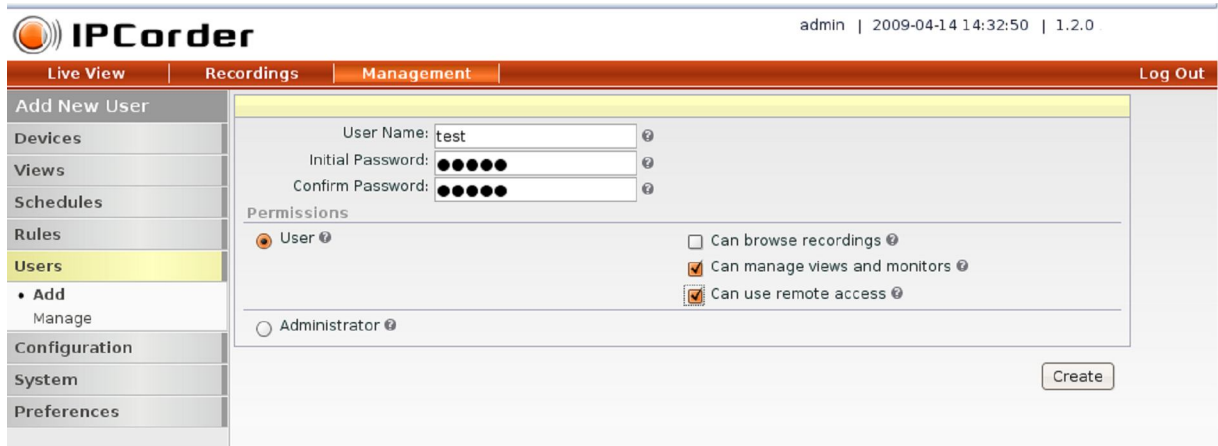 IPCorder
admin | 2009-04-14 14:32:50 | 1.2.0
Live View | Recordings | Management | Log Out
Add New User
Devices
Views
Schedules
Rules
Users
• Add
Manage
Configuration
System
Preferences
User Name: test
Initial Password: ●●●●●
Confirm Password: ●●●●●
Permissions
User
Can browse recordings
Can manage views and monitors
Can use remote access
Administrator
Create